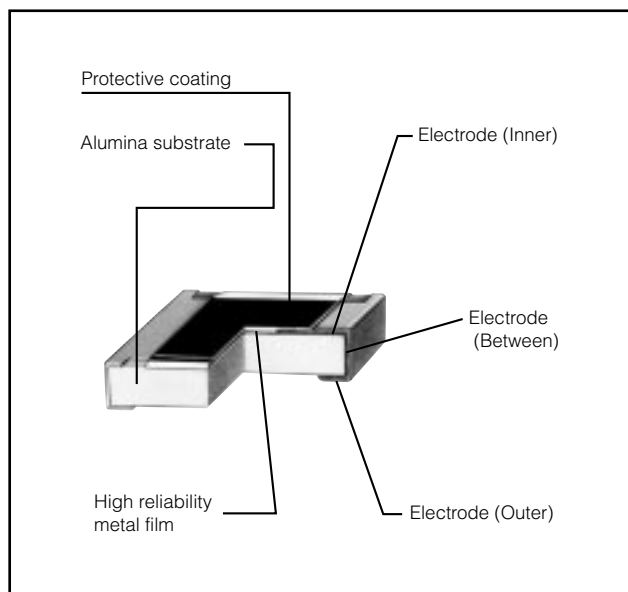 Protective coating
Alumina substrate
Electrode (Inner)
Electrode
(Between)
High reliability
metal film
Electrode (Outer)